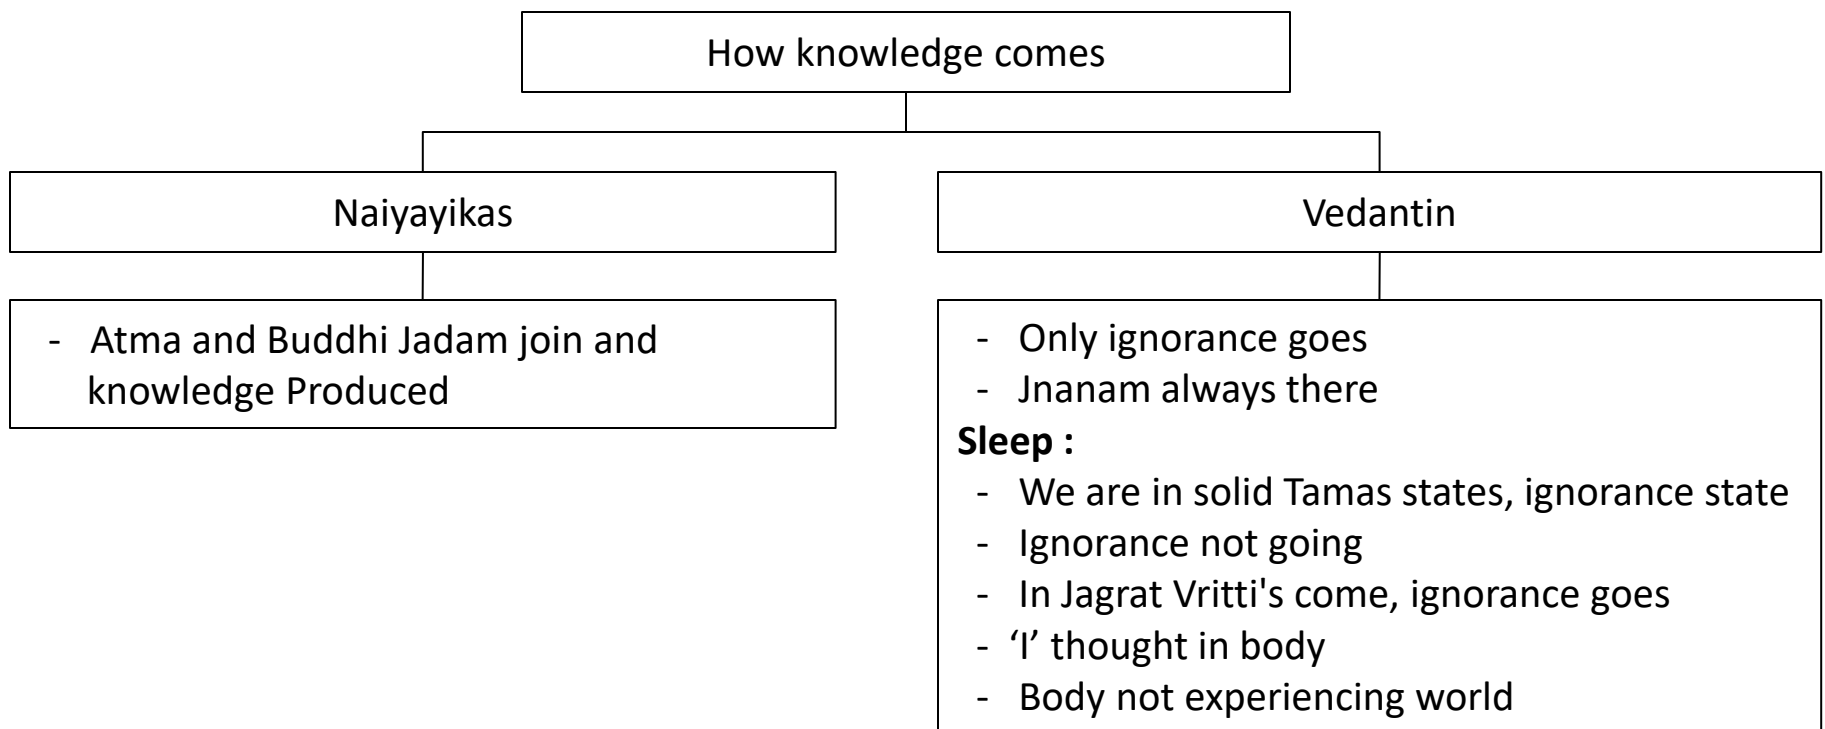 How knowledge comes
Naiyayikas
- Atma and Buddhi Jadam join and
knowledge Produced
Vedantin
- Only ignorance goes
- Jnanam always there
Sleep :
- We are in solid Tamas states, ignorance state
- Ignorance not going
- In Jagrat Vritti's come, ignorance goes
- ‘I’ thought in body
- Body not experiencing world